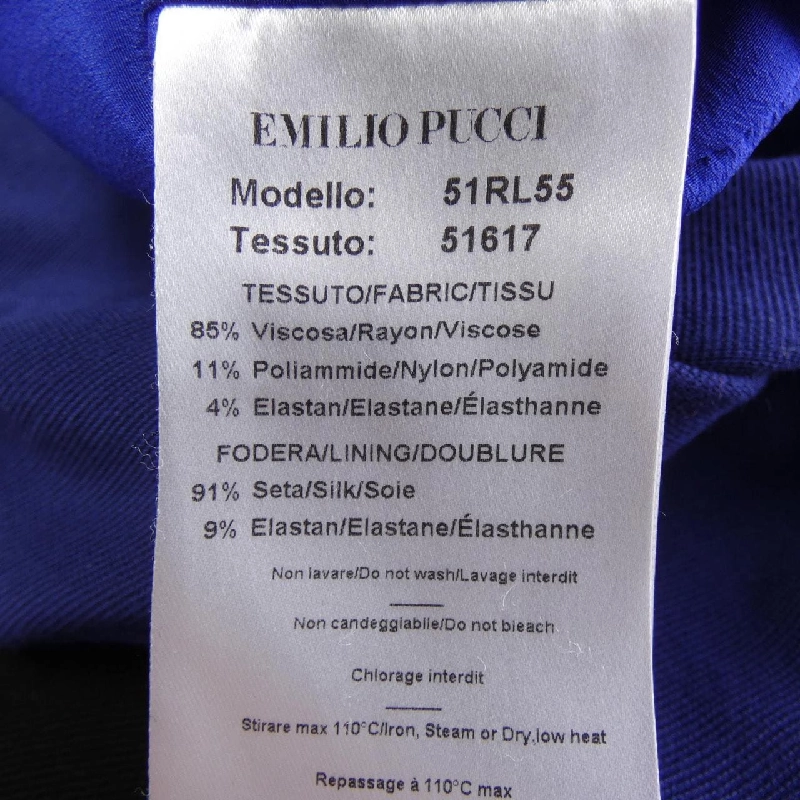 EMILIO PUCCI
Modello: 51RL55
Tessuto: 51617
TESSUTO/FABRIC/TISSU
85% Viscosa/Rayon/Viscose
11% Poliammide/Nylon/Polyamide
4% Elastan/Elastane/Élasthanne
FODERA/LINING/DOUBLURE
91% Seta/Silk/Soie
9% Elastan/Elastane/Élasthanne
Non lavare/Do not wash/Lavage interdit
Non candeggiabile/Do not bleach
Chlorage interdit
Stirare max 110°C/Iron, Steam or Dry,low heat
Repassage à 110°C max